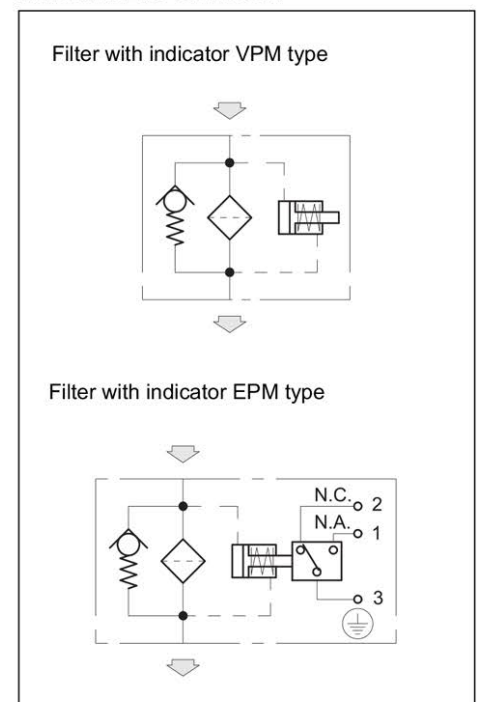 Filter with indicator VPM type
Filter with indicator EPM type
N.C. 2
N.A. 1
3